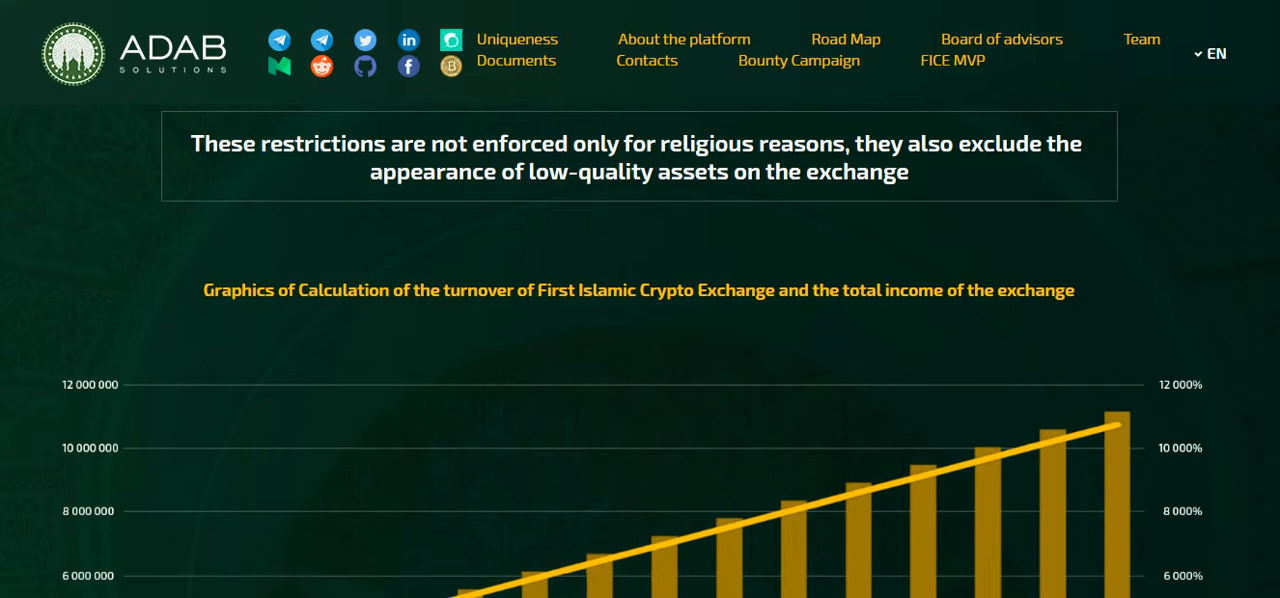 ADAB
SOLUTIONS
Uniqueness About the platform Road Map Board of advisors Team
Documents Contacts Bounty Campaign FICE MVP
EN
These restrictions are not enforced only for religious reasons, they also exclude the
appearance of low-quality assets on the exchange
Graphics of Calculation of the turnover of First Islamic Crypto Exchange and the total income of the exchange
12 000 000 12 000%
10 000 000 10 000%
8 000 000 8 000%
6 000 000 6 000%